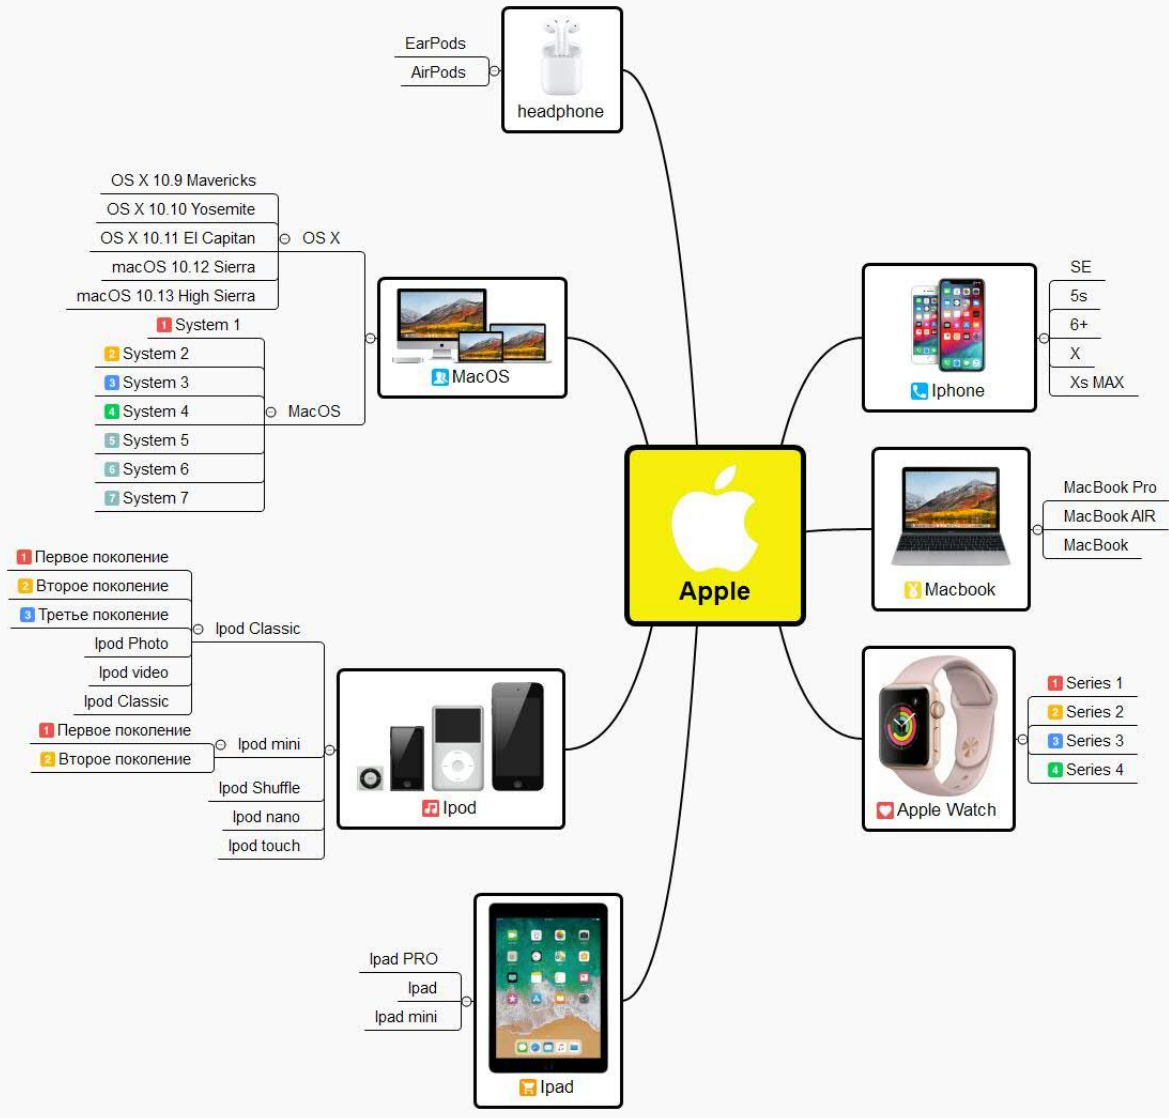 EarPods
AirPods
headphone
OS X 10.9 Mavericks
OS X 10.10 Yosemite
OS X 10.11 El Capitan
macOS 10.12 Sierra
macOS 10.13 High Sierra
OS X
1 System 1
2 System 2
3 System 3
4 System 4
5 System 5
6 System 6
7 System 7
MacOS
MacOS
SE
5s
6+
X
Xs MAX
Iphone
Apple
MacBook Pro
MacBook AIR
MacBook
Macbook
1 Первое поколение
2 Второе поколение
3 Третье поколение
Ipod Photo
Ipod video
Ipod Classic
Ipod Classic
1 Первое поколение
2 Второе поколение
Ipod mini
Ipod Shuffle
Ipod nano
Ipod touch
Ipod
1 Series 1
2 Series 2
3 Series 3
4 Series 4
Apple Watch
Ipad PRO
Ipad
Ipad mini
Ipad